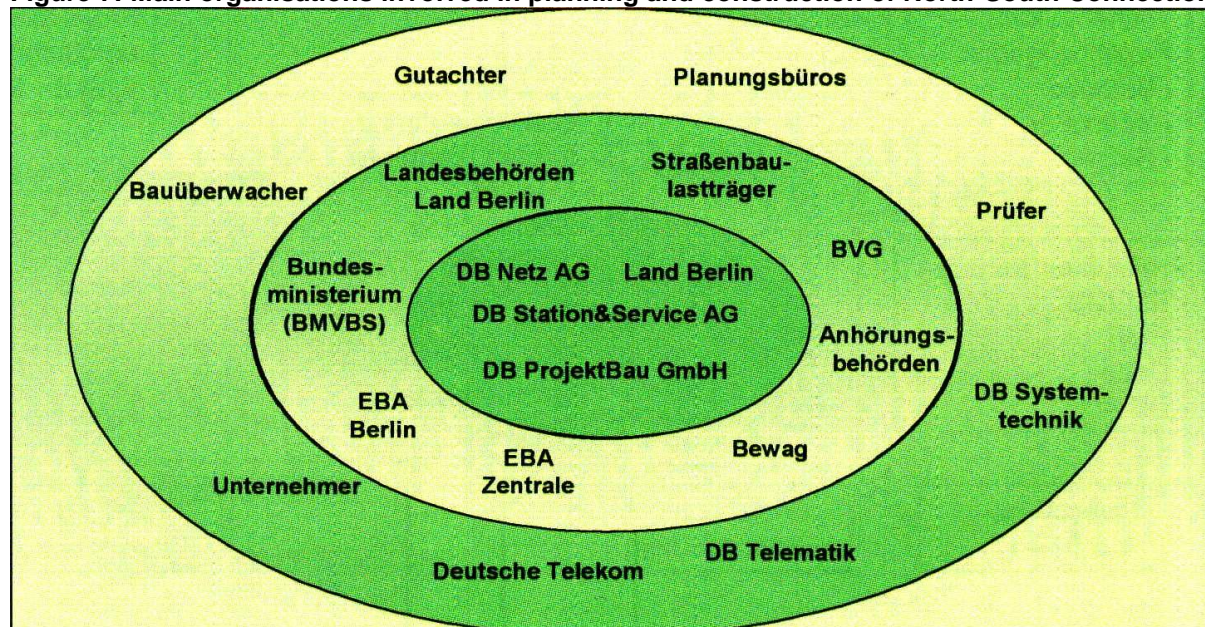 Gutachter
Planungsbüros
Landesbehörden
Land Berlin
Straßenbau-
lastträger
Bauüberwacher
Prüfer
BVG
Bundes-
ministerium
(BMVBS)
DB Netz AG
Land Berlin
DB Station&Service AG
DB ProjektBau GmbH
Anhörungs-
behörden
EBA
Berlin
DB System-
technik
EBA
Zentrale
Bewag
Unternehmer
DB Telematik
Deutsche Telekom